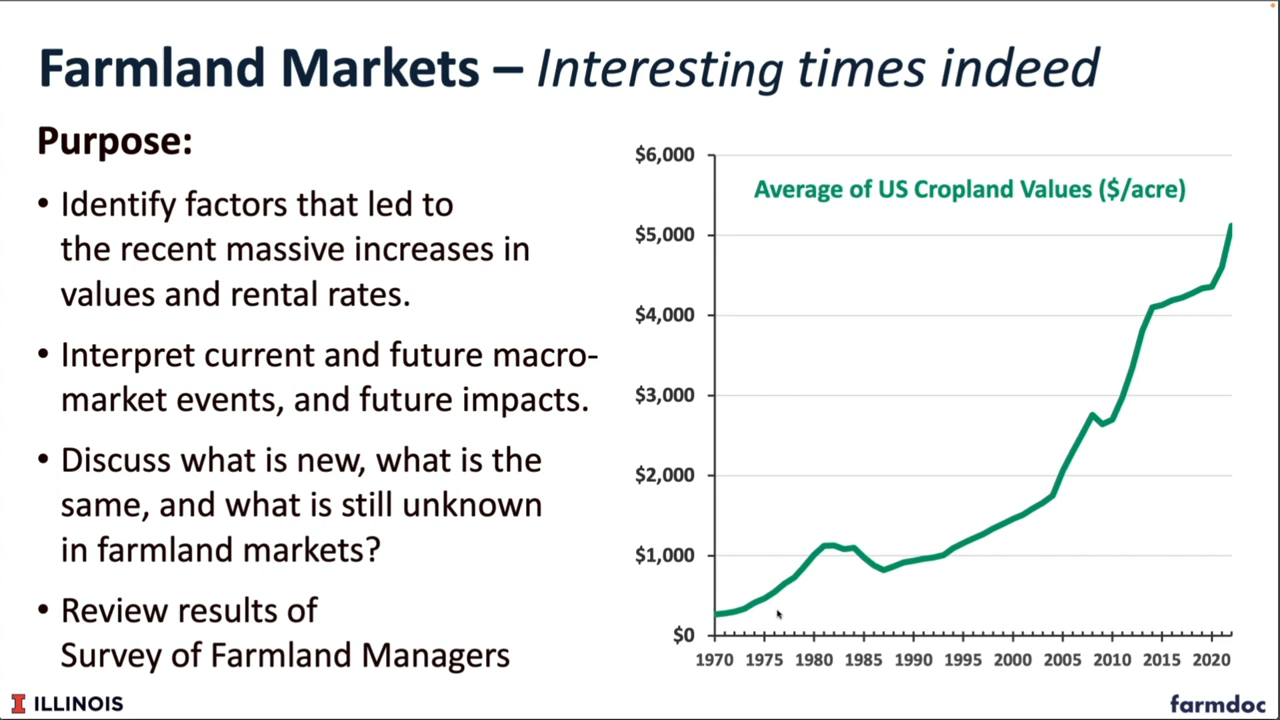 Farmland Markets – Interesting times indeed
Purpose:
• Identify factors that led to
the recent massive increases in
values and rental rates.
• Interpret current and future macro-
market events, and future impacts.
• Discuss what is new, what is the
same, and what is still unknown
in farmland markets?
• Review results of
Survey of Farmland Managers
Average of US Cropland Values ($/acre)
$6,000
$5,000
$4,000
$3,000
$2,000
$1,000
$0
1970 1975 1980 1985 1990 1995 2000 2005 2010 2015 2020
I ILLINOIS
farmdoc